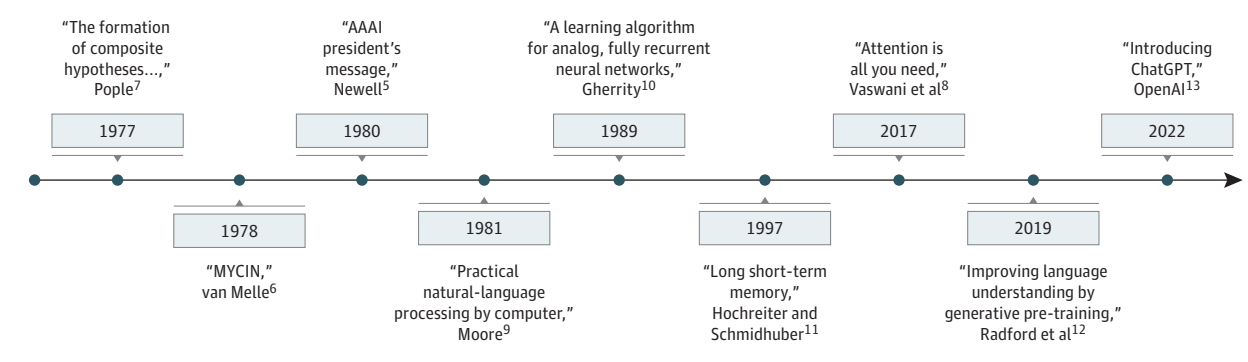 “The formation
of composite
hypotheses...,”
Pople7
1977
“MYCIN,”
van Melle6
1978
“AAAI
president’s
message,”
Newell5
1980
1981
“Practical
natural-language
processing by computer,”
Moore9
“A learning algorithm
for analog, fully recurrent
neural networks,”
Gherrity10
1989
1997
“Long short-term
memory,”
Hochreiter and
Schmidhuber11
“Attention is
all you need,”
Vaswani et al8
2017
2019
“Improving language
understanding by
generative pre-training,”
Radford et al12
“Introducing
ChatGPT,”
OpenAI13
2022